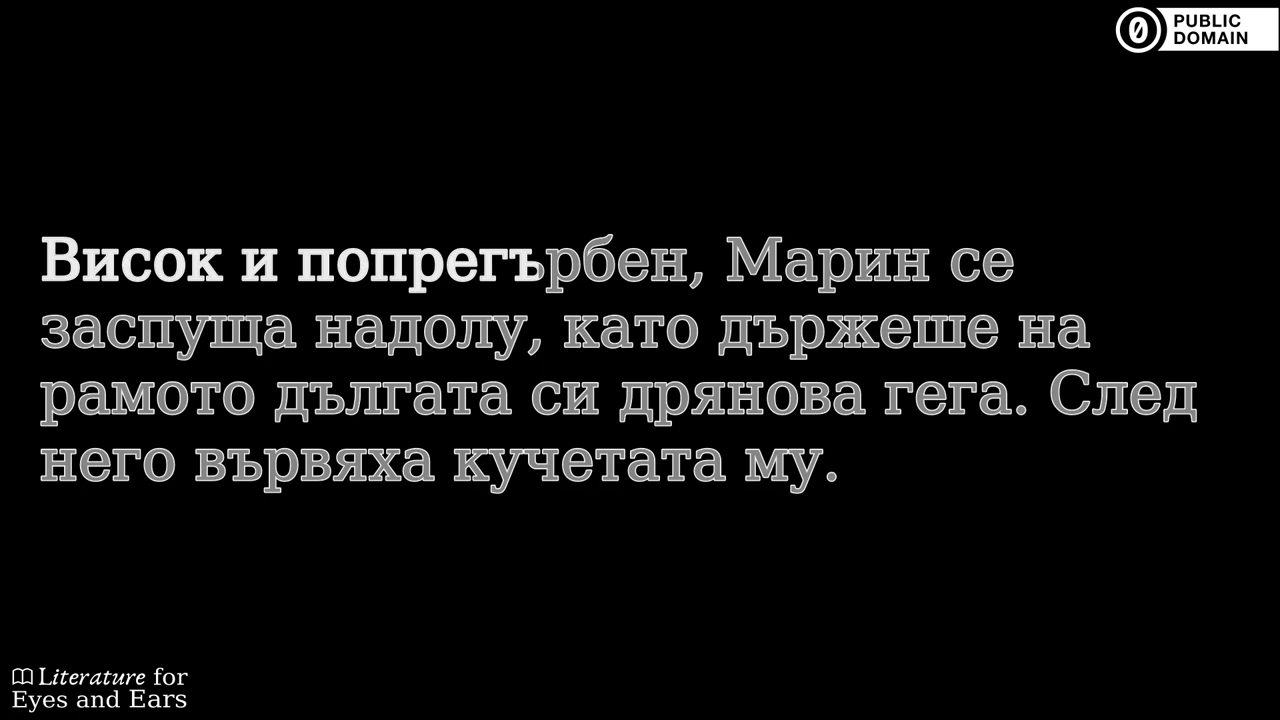 PUBLIC
DOMAIN
Висок и попрегърбен, Марин се
заспуща надолу, като държеше на
рамото дългата си дрянова гега. След
него вървяха кучетата му.
Literature for
Eyes and Ears